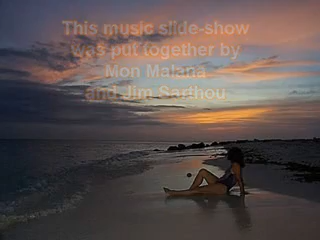 This music slide-show
was put together by
Mon Malana
and Jim Sarthou